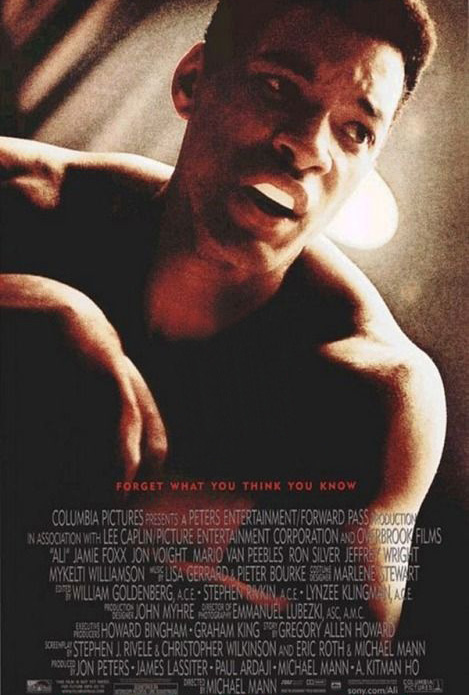 FORGET WHAT YOU THINK YOU KNOW
COLUMBIA PICTURES PRESENTS A PETERS ENTERTAINMENT/FORWARD PASS PRODUCTION
IN ASSOCIATION WITH LEE CAPLIN/PICTURE ENTERTAINMENT CORPORATION AND OVERBROOK FILMS
"ALI" JAMIE FOXX JON VOIGHT MARIO VAN PEEBLES RON SILVER JEFFREY WRIGHT
MYKELTI WILLIAMSON MUSIC BY LISA GERRARD & PIETER BOURKE COSTUME DESIGNER MARLENE STEWART
EDITED BY WILLIAM GOLDENBERG, A.C.E. • STEPHEN RIVKIN, A.C.E. • LYNZEE KLINGMAN, A.C.E.
PRODUCTION DESIGNER JOHN MYHRE DIRECTOR OF PHOTOGRAPHY EMMANUEL LUBEZKI, ASC, A.M.C.
EXECUTIVE PRODUCERS HOWARD BINGHAM • GRAHAM KING • STORY BY GREGORY ALLEN HOWARD
SCREENPLAY BY STEPHEN J. RIVELE & CHRISTOPHER WILKINSON AND ERIC ROTH & MICHAEL MANN
PRODUCED BY JON PETERS • JAMES LASSITER • PAUL ARDAJI • MICHAEL MANN • A. KITMAN HO
DIRECTED BY MICHAEL MANN
COLUMBIA PICTURES
sony.com